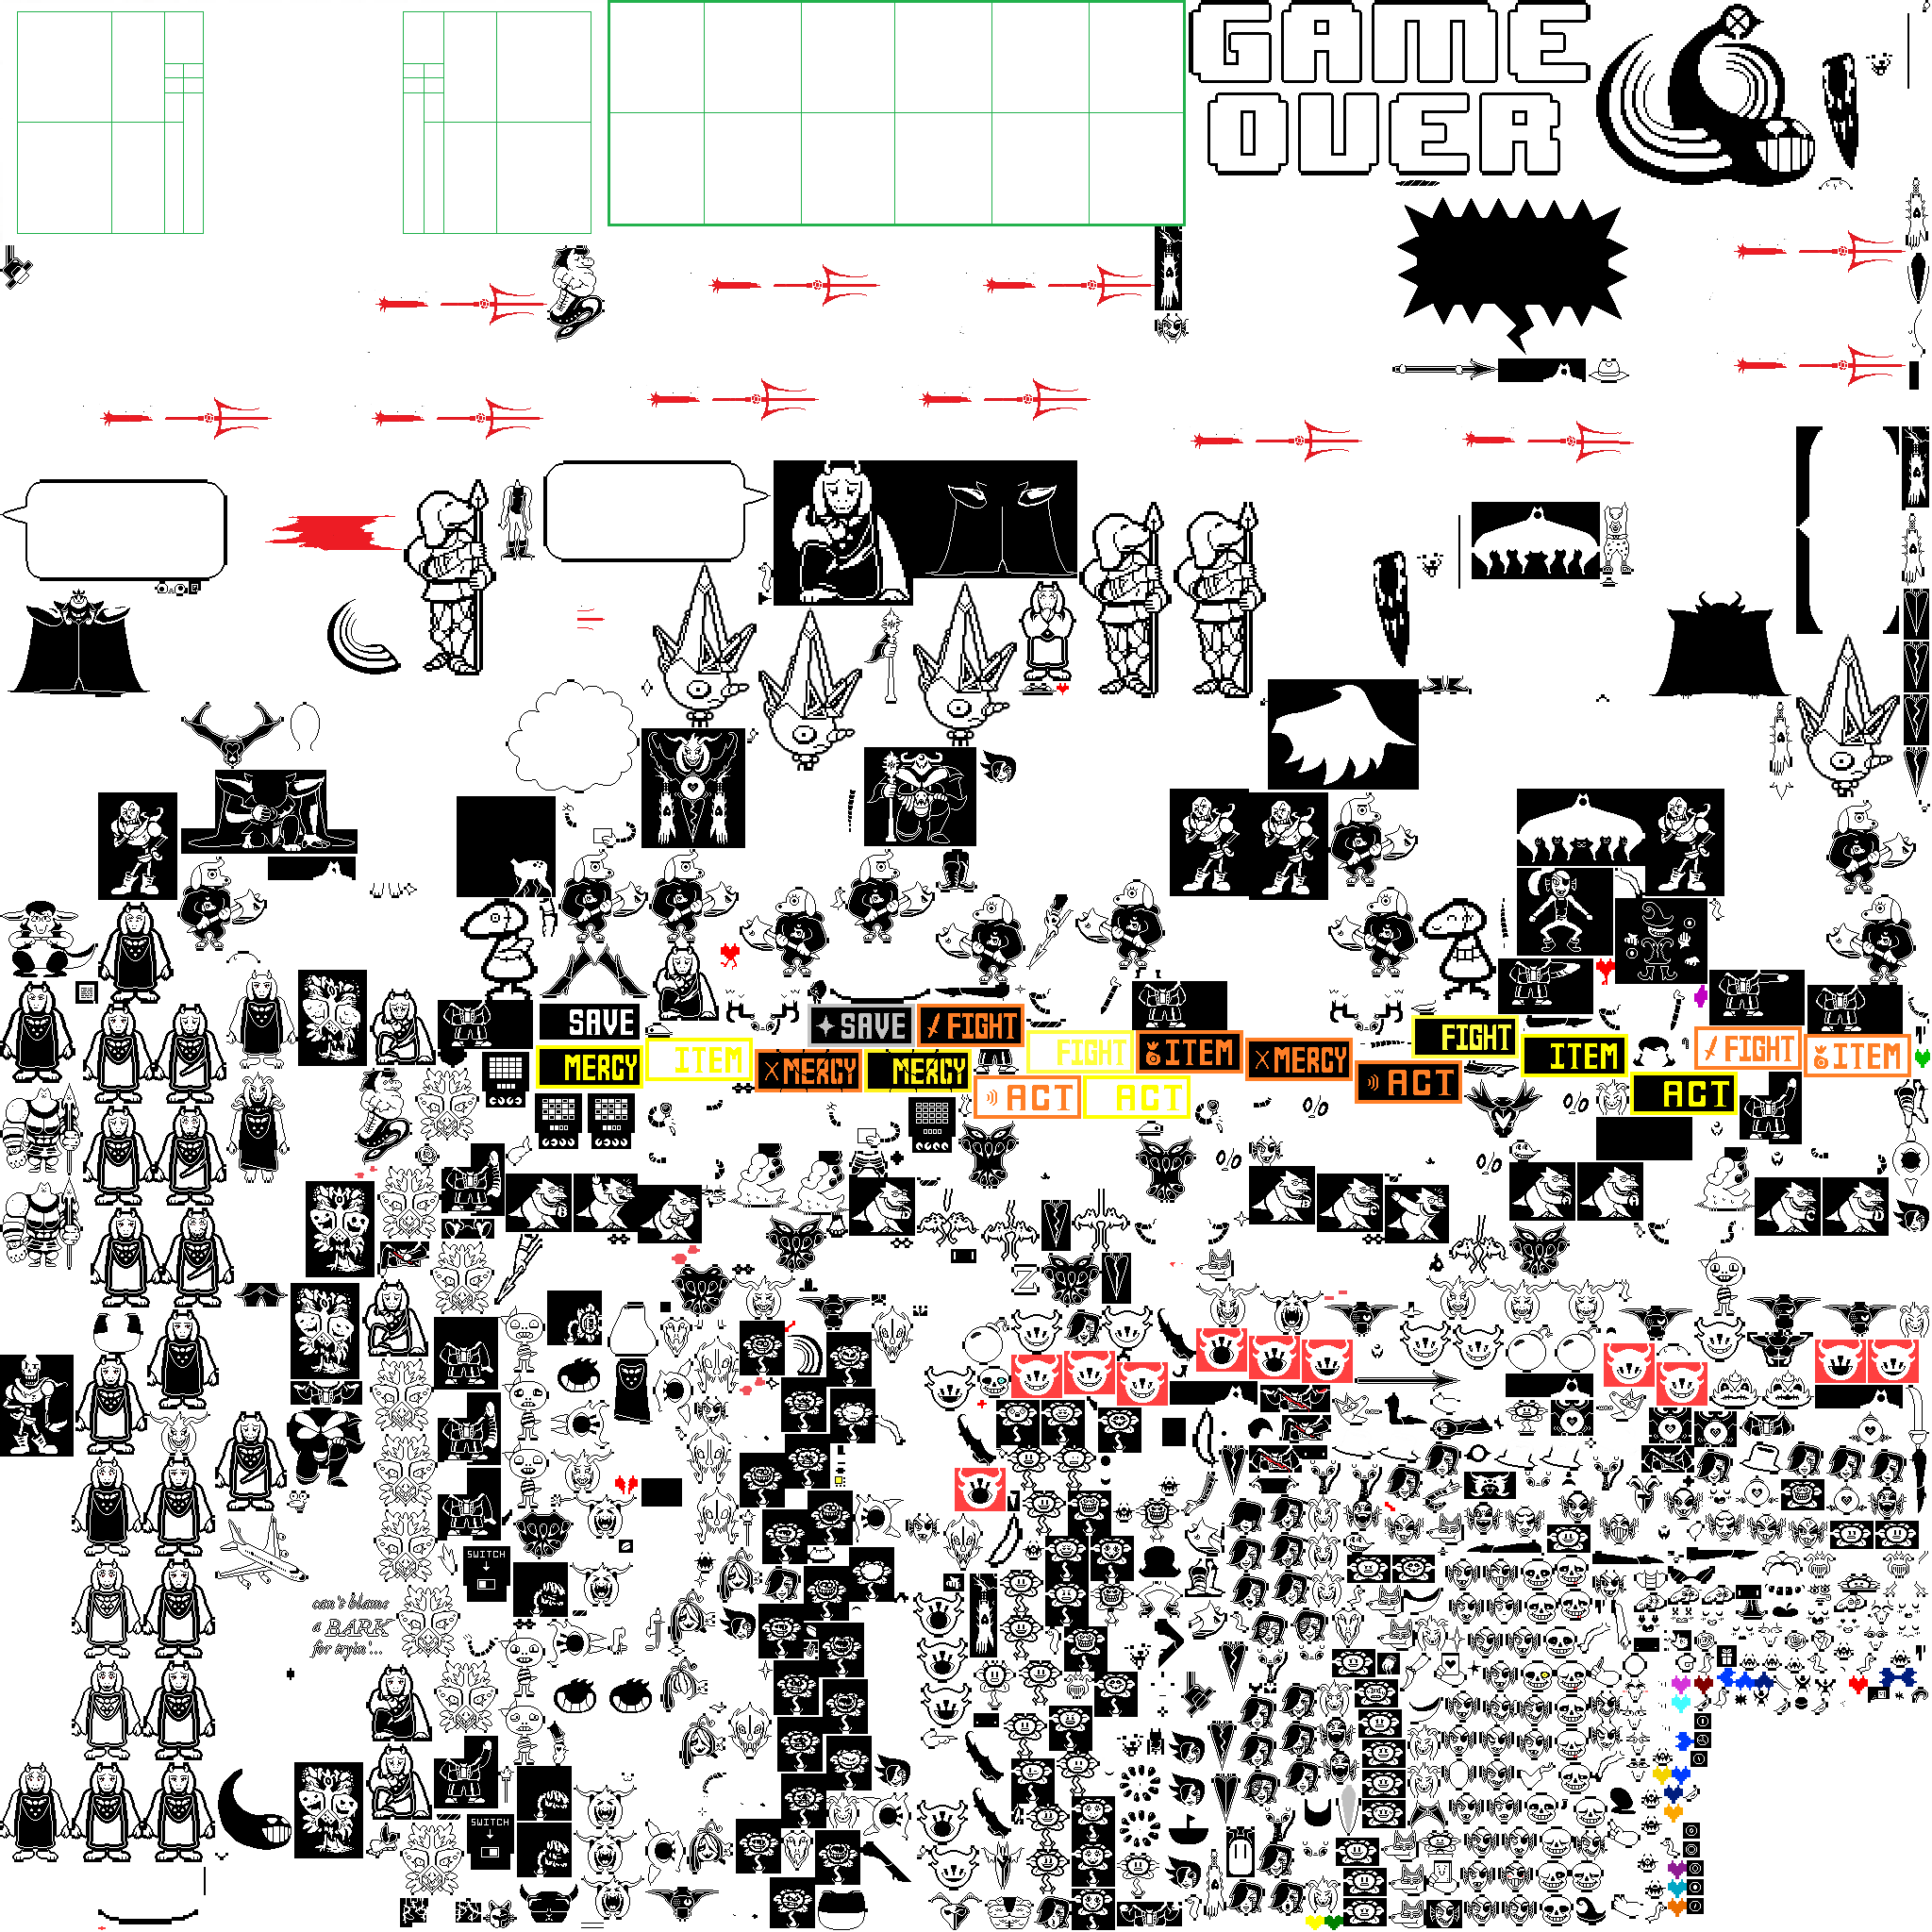 GAME
OVER
SAVE
SAVE
FIGHT
MERCY
ITEM
MERCY
MERCY
FIGHT
ITEM
MERCY
FIGHT
ITEM
FIGHT
ITEM
ACT
ACT
ACT
ACT
Z
SWITCH
can't blame
a BARK
for tryin'...
SWITCH